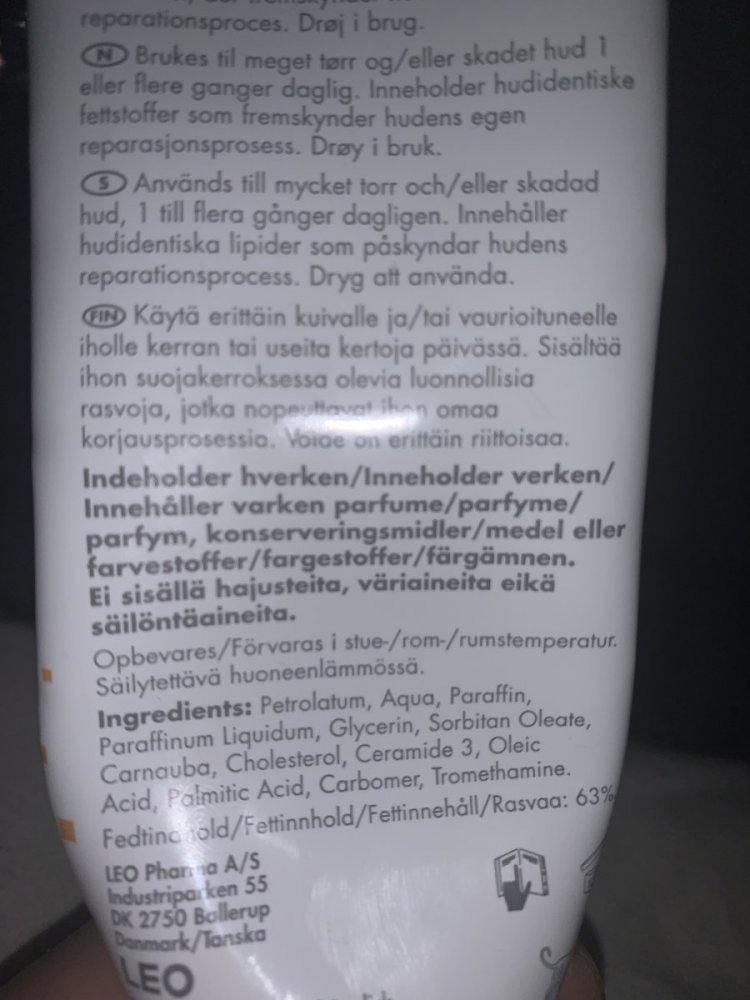 reparationsproces. Drøj i brug.
N Brukes til meget tørr og/eller skadet hud 1
eller flere ganger daglig. Inneholder hudidentiske
fettstoffer som fremskynder hudens egen
reparasjonsprosess. Drøy i bruk.
S Används till mycket torr och/eller skadad
hud, 1 till flera gånger dagligen. Innehåller
hudidentiska lipider som påskyndar hudens
reparationsprocess. Dryg att använda.
FIN Käytä erittäin kuivalle ja/tai vaurioituneelle
iholle kerran tai useita kertoja päivässä. Sisältää
ihon suojakerroksessa olevia luonnollisia
rasvoja, jotka nopeuttavat ihon omaa
korjausprosessia. Voide on erittäin riittoisaa.
Indeholder hverken/Inneholder verken/
Innehåller varken parfume/parfyme/
parfym, konserveringsmidler/medel eller
farvestoffer/fargestoffer/färgämnen.
Ei sisällä hajusteita, väriaineita eikä
säilöntäaineita.
Opbevares/Förvaras i stue-/rom-/rumstemperatur.
Säilytettävä huoneenlämmössä.
Ingredients: Petrolatum, Aqua, Paraffin,
Paraffinum Liquidum, Glycerin, Sorbitan Oleate,
Carnauba, Cholesterol, Ceramide 3, Oleic
Acid, Palmitic Acid, Carbomer, Tromethamine.
Fedtindhold/Fettinnhold/Fettinnehåll/Rasvaa: 63%
LEO Pharma A/S
Industriparken 55
DK 2750 Ballerup
Danmark/Tanska
LEO